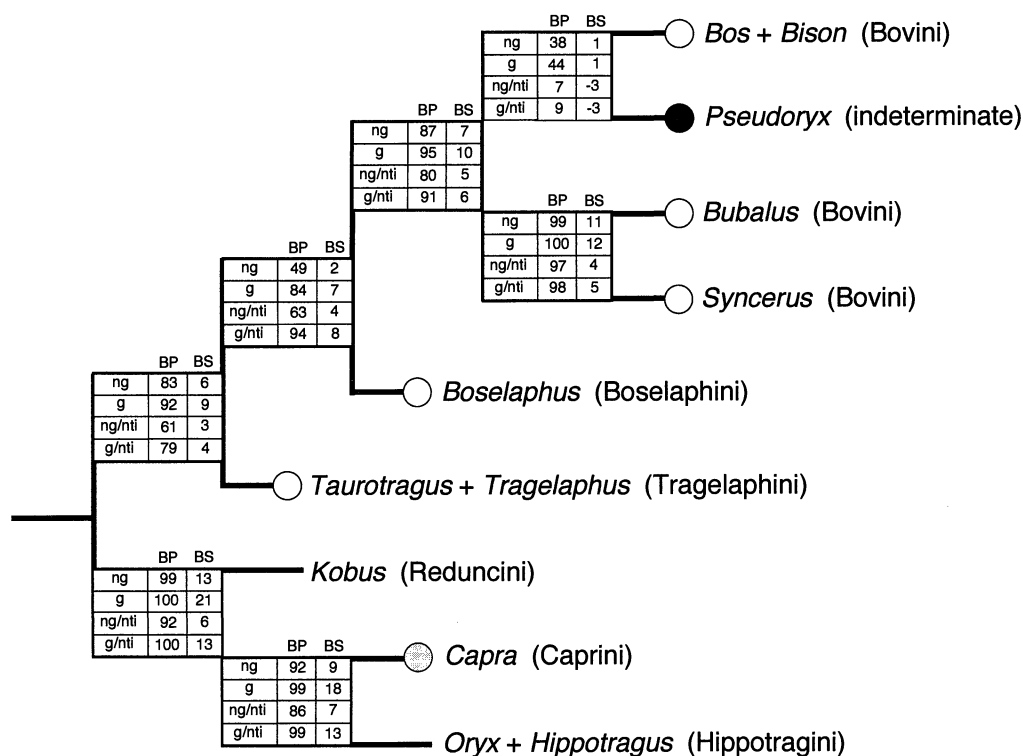 BP BS
ng 38 1
g 44 1
ng/nti 7 -3
g/nti 9 -3
Bos + Bison (Bovini)
Pseudoryx (indeterminate)
BP BS
ng 87 7
g 95 10
ng/nti 80 5
g/nti 91 6
BP BS
ng 99 11
g 100 12
ng/nti 97 4
g/nti 98 5
Bubalus (Bovini)
Syncerus (Bovini)
BP BS
ng 49 2
g 84 7
ng/nti 63 4
g/nti 94 8
Boselaphus (Boselaphini)
BP BS
ng 83 6
g 92 9
ng/nti 61 3
g/nti 79 4
Taurotragus + Tragelaphus (Tragelaphini)
BP BS
ng 99 13
g 100 21
ng/nti 92 6
g/nti 100 13
Kobus (Reduncini)
BP BS
ng 92 9
g 99 18
ng/nti 86 7
g/nti 99 13
Capra (Caprini)
Oryx + Hippotragus (Hippotragini)